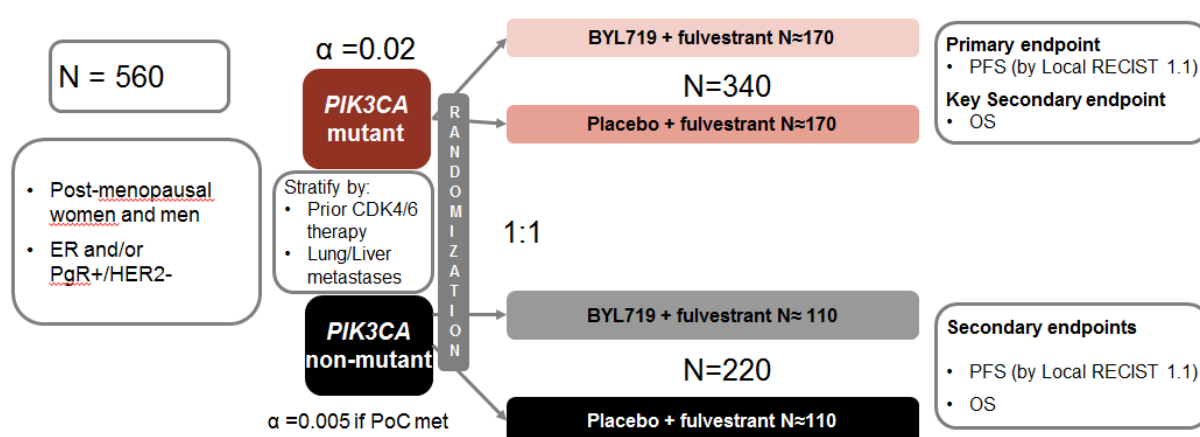 N = 560
• Post-menopausal
women and men
• ER and/or
PgR+/HER2-
α =0.02
PIK3CA
mutant
Stratify by:
• Prior CDK4/6
therapy
• Lung/Liver
metastases
PIK3CA
non-mutant
α =0.005 if PoC met
RANDOMIZATION
BYL719 + fulvestrant N≈170
N=340
Placebo + fulvestrant N≈170
1:1
BYL719 + fulvestrant N≈ 110
N=220
Placebo + fulvestrant N≈110
Primary endpoint
• PFS (by Local RECIST 1.1)
Key Secondary endpoint
• OS
Secondary endpoints
• PFS (by Local RECIST 1.1)
• OS